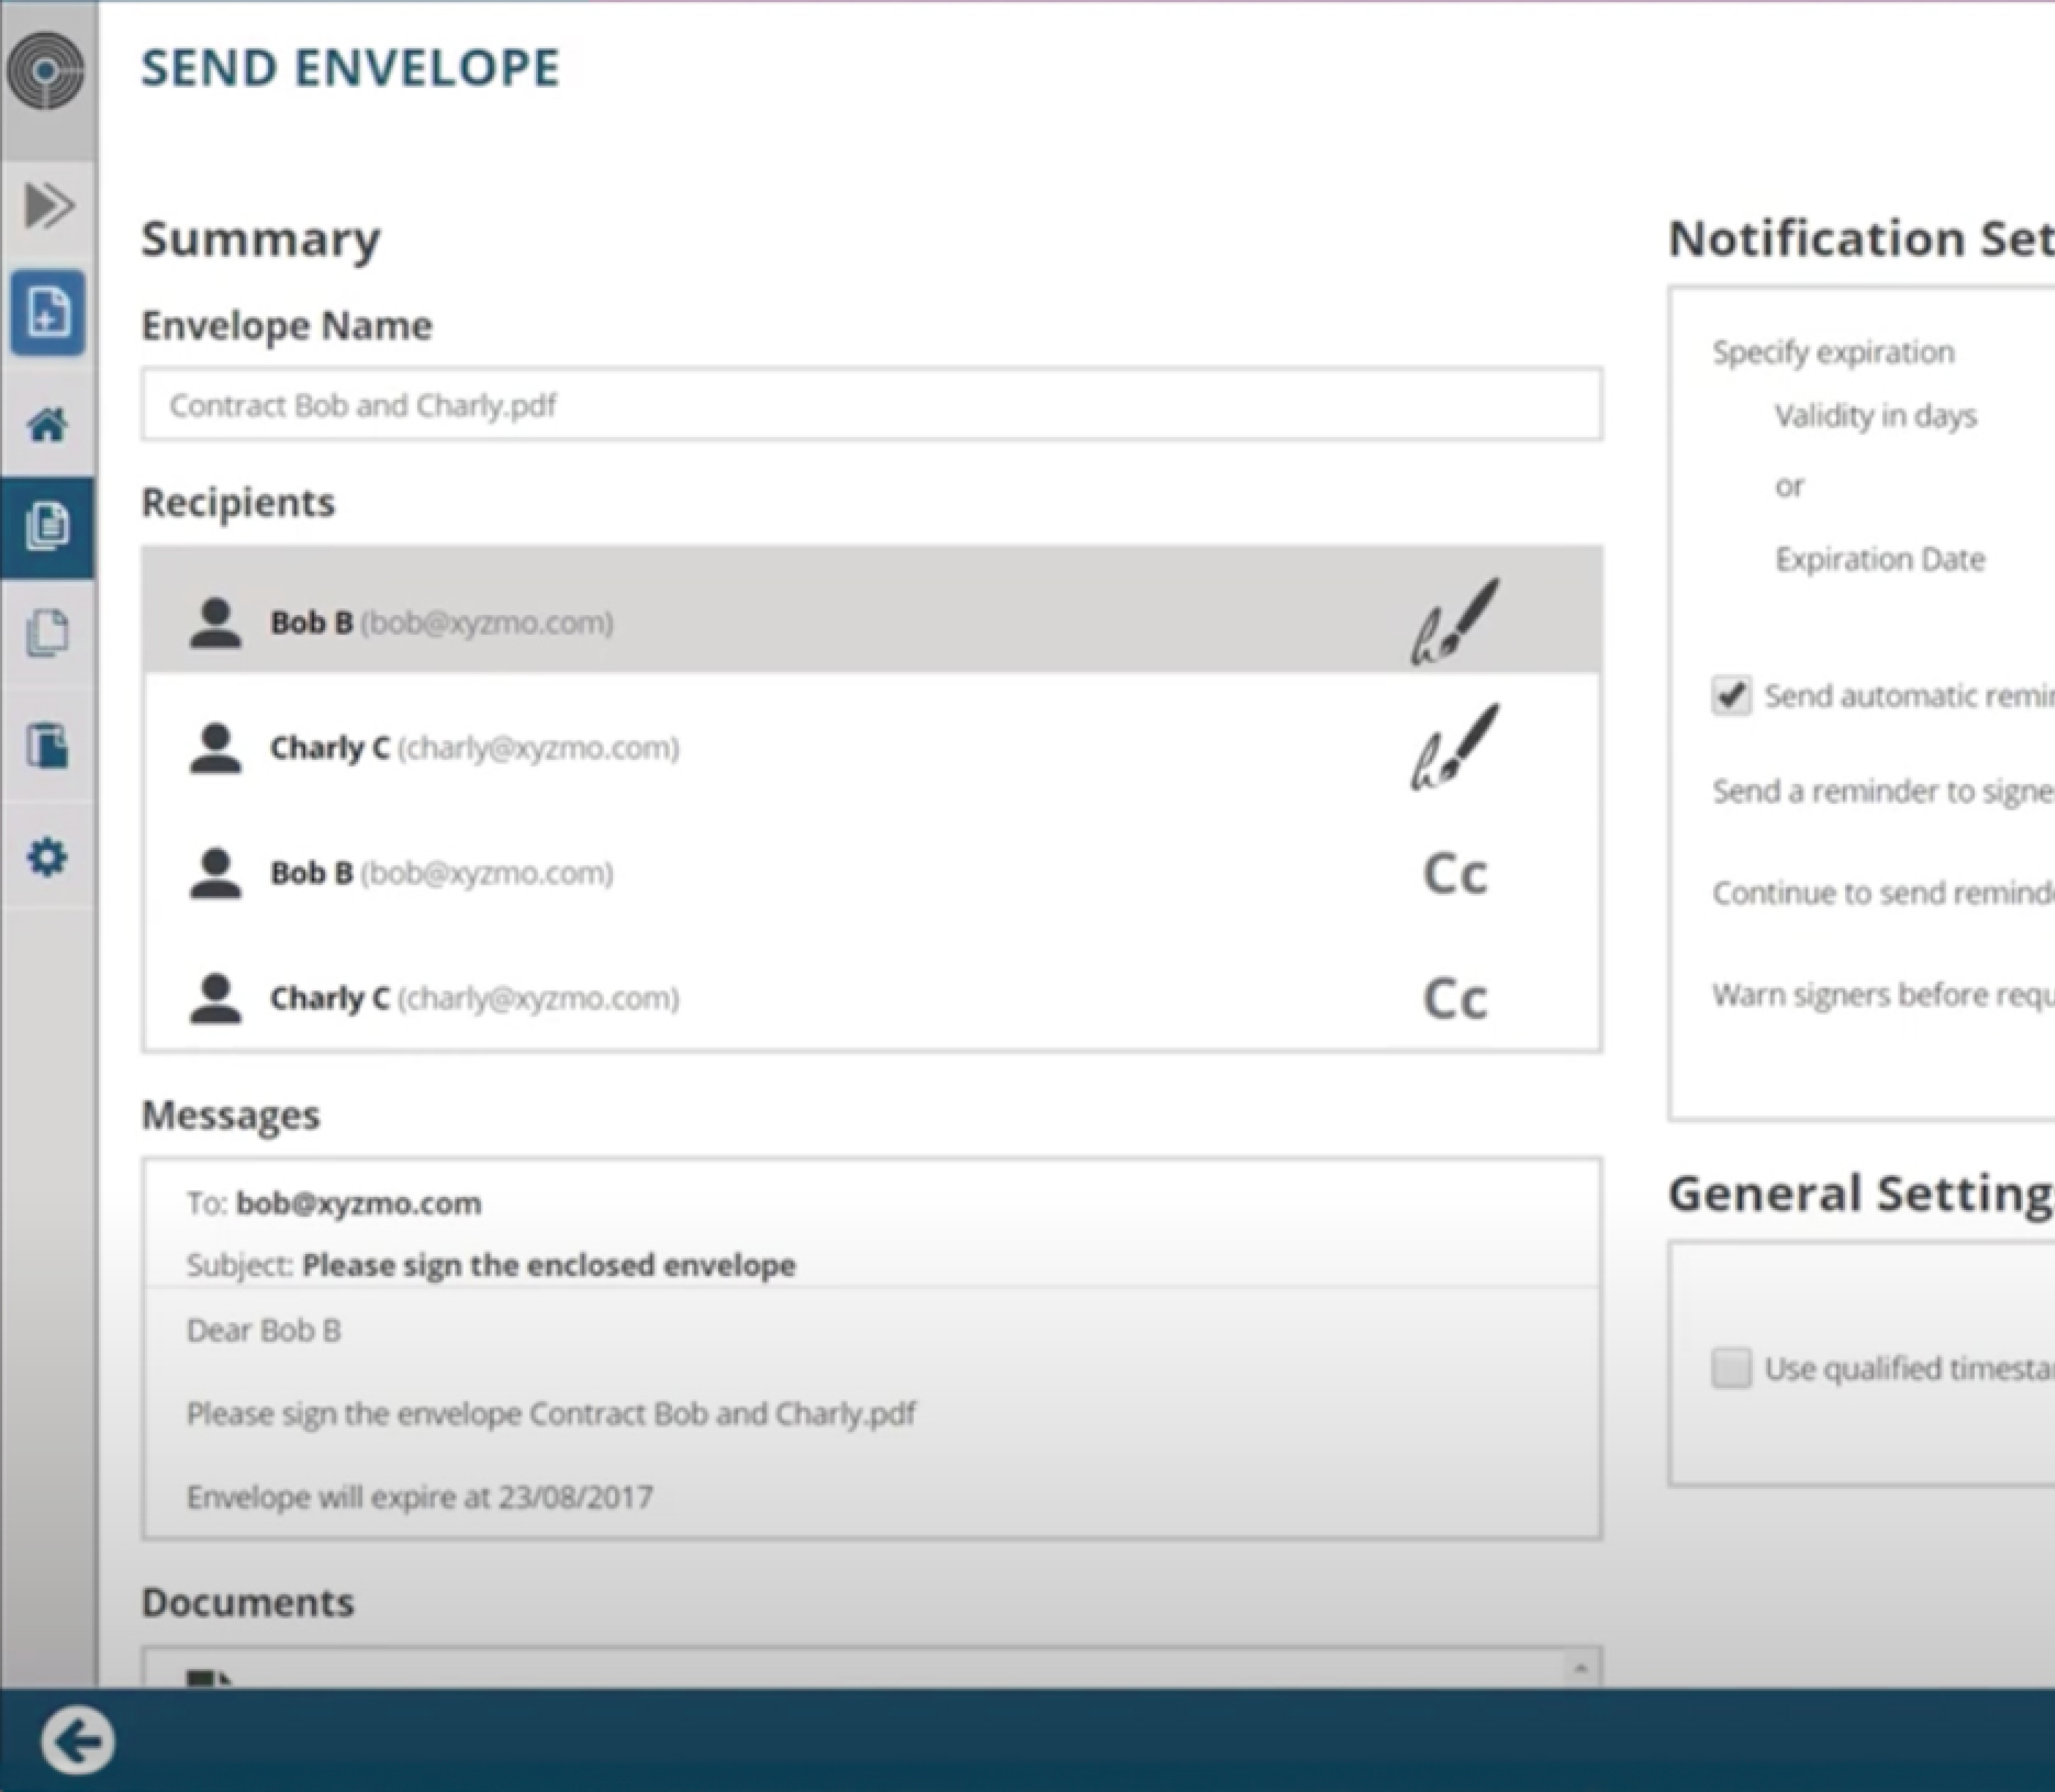 SEND ENVELOPE
Summary
Envelope Name
Contract Bob and Charly.pdf
Recipients
Bob B (bob@xyzmo.com)
Charly C (charly@xyzmo.com)
Bob B (bob@xyzmo.com) Cc
Charly C (charly@xyzmo.com) Cc
Messages
To: bob@xyzmo.com
Subject: Please sign the enclosed envelope
Dear Bob B
Please sign the envelope Contract Bob and Charly.pdf
Envelope will expire at 23/08/2017
Documents
Notification Set
Specify expiration
Validity in days
or
Expiration Date
Send automatic remin
Send a reminder to signe
Continue to send reminde
Warn signers before requ
General Setting
Use qualified timestam